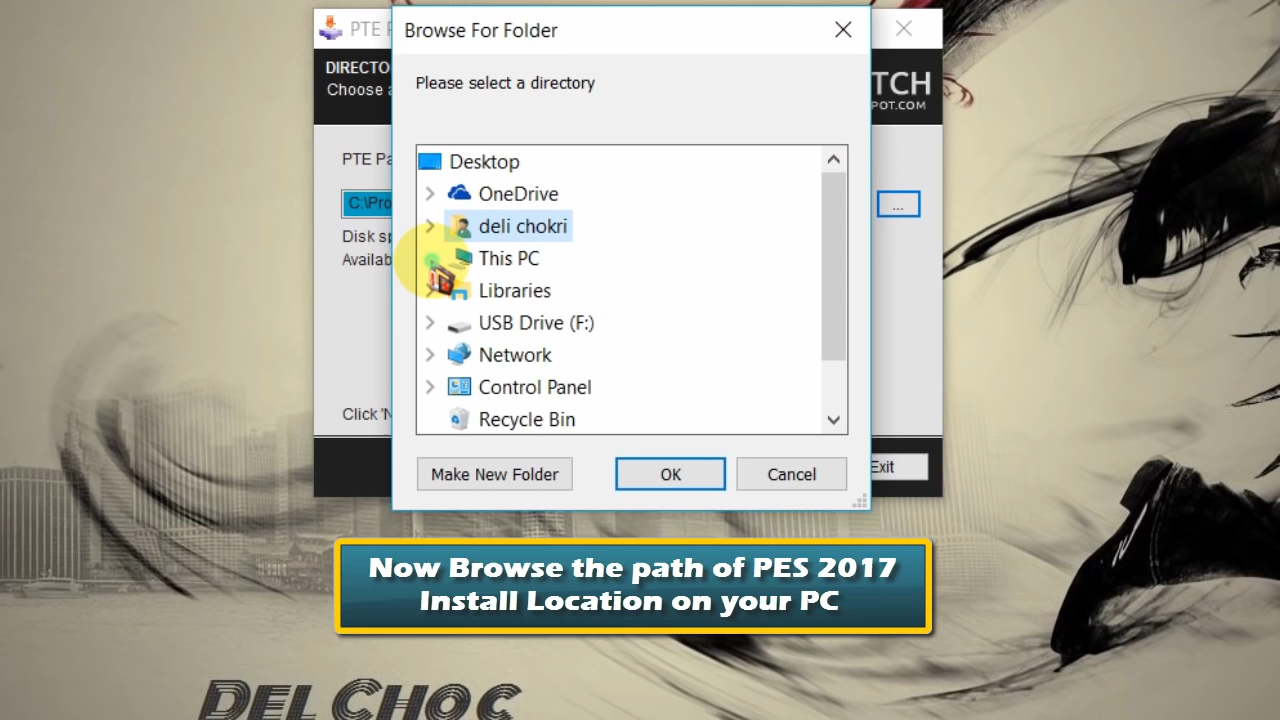 PTE
Browse For Folder
DIRECTO
Choose a
TCH
POT.COM
Please select a directory
PTE Pa
C:\Pro
...
Disk sp
Availab
Desktop
OneDrive
deli chokri
This PC
Libraries
USB Drive (F:)
Network
Control Panel
Recycle Bin
Click 'N
Make New Folder
OK
Cancel
Exit
Now Browse the path of PES 2017
Install Location on your PC
DEL CHOC